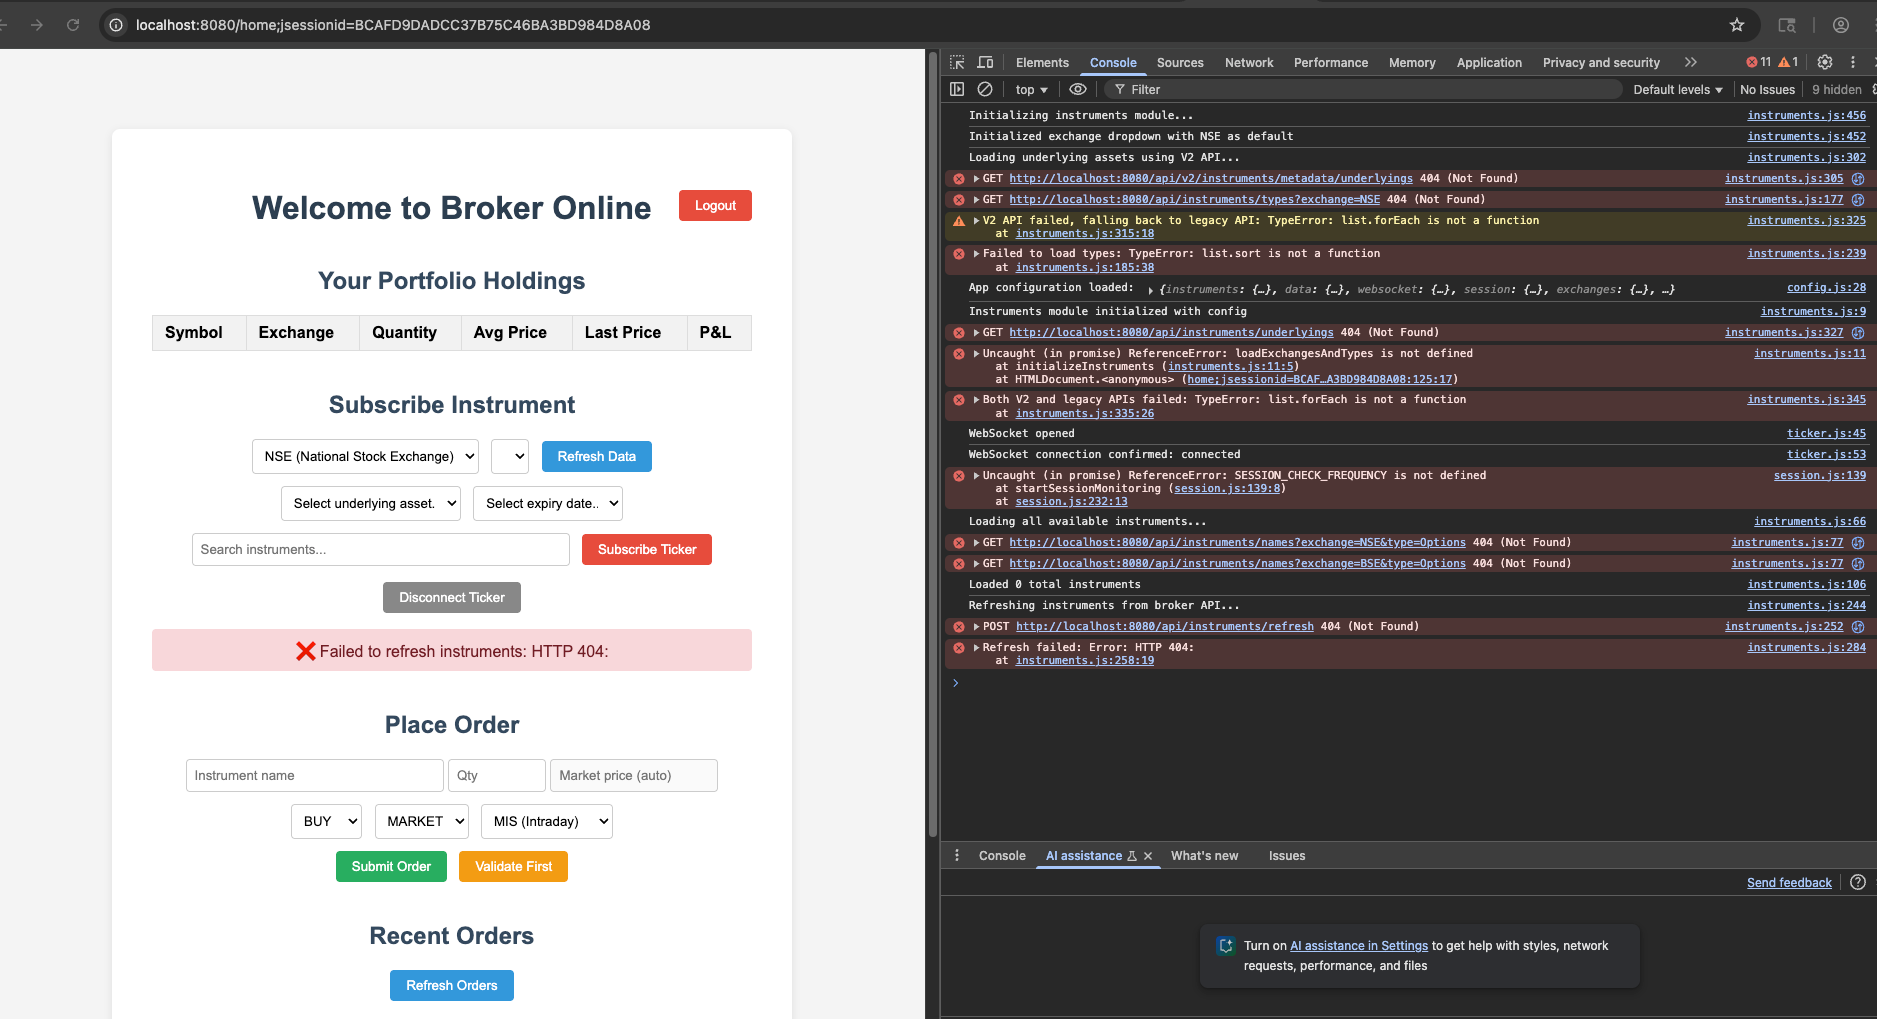 localhost:8080/home;jsessionid=BCAFD9DADCC37B75C46BA3BD984D8A08
Welcome to Broker Online
Logout
Your Portfolio Holdings
Symbol Exchange Quantity Avg Price Last Price P&L
Subscribe Instrument
NSE (National Stock Exchange)
Refresh Data
Select underlying asset.
Select expiry date..
Search instruments...
Subscribe Ticker
Disconnect Ticker
❌ Failed to refresh instruments: HTTP 404:
Place Order
Instrument name
Qty
Market price (auto)
BUY
MARKET
MIS (Intraday)
Submit Order
Validate First
Recent Orders
Refresh Orders
Elements Console Sources Network Performance Memory Application Privacy and security 11 1
top Filter Default levels No Issues 9 hidden
Initializing instruments module... instruments.js:456
Initialized exchange dropdown with NSE as default instruments.js:452
Loading underlying assets using V2 API... instruments.js:302
GET http://localhost:8080/api/v2/instruments/metadata/underlyings 404 (Not Found) instruments.js:305
GET http://localhost:8080/api/instruments/types?exchange=NSE 404 (Not Found) instruments.js:177
V2 API failed, falling back to legacy API: TypeError: list.forEach is not a function instruments.js:325
at instruments.js:315:18
Failed to load types: TypeError: list.sort is not a function instruments.js:239
at instruments.js:185:38
App configuration loaded: {instruments: {…}, data: {…}, websocket: {…}, session: {…}, exchanges: {…}, …} config.js:28
Instruments module initialized with config instruments.js:9
GET http://localhost:8080/api/instruments/underlyings 404 (Not Found) instruments.js:327
Uncaught (in promise) ReferenceError: loadExchangesAndTypes is not defined instruments.js:11
at initializeInstruments (instruments.js:11:5)
at HTMLDocument.<anonymous> (home;jsessionid=BCAF…A3BD984D8A08:125:17)
Both V2 and legacy APIs failed: TypeError: list.forEach is not a function instruments.js:345
at instruments.js:335:26
WebSocket opened ticker.js:45
WebSocket connection confirmed: connected ticker.js:53
Uncaught (in promise) ReferenceError: SESSION_CHECK_FREQUENCY is not defined session.js:139
at startSessionMonitoring (session.js:139:8)
at session.js:232:13
Loading all available instruments... instruments.js:66
GET http://localhost:8080/api/instruments/names?exchange=NSE&type=Options 404 (Not Found) instruments.js:77
GET http://localhost:8080/api/instruments/names?exchange=BSE&type=Options 404 (Not Found) instruments.js:77
Loaded 0 total instruments instruments.js:106
Refreshing instruments from broker API... instruments.js:244
POST http://localhost:8080/api/instruments/refresh 404 (Not Found) instruments.js:252
Refresh failed: Error: HTTP 404: instruments.js:284
at instruments.js:258:19
Console AI assistance What's new Issues
Send feedback
Turn on AI assistance in Settings to get help with styles, network
requests, performance, and files